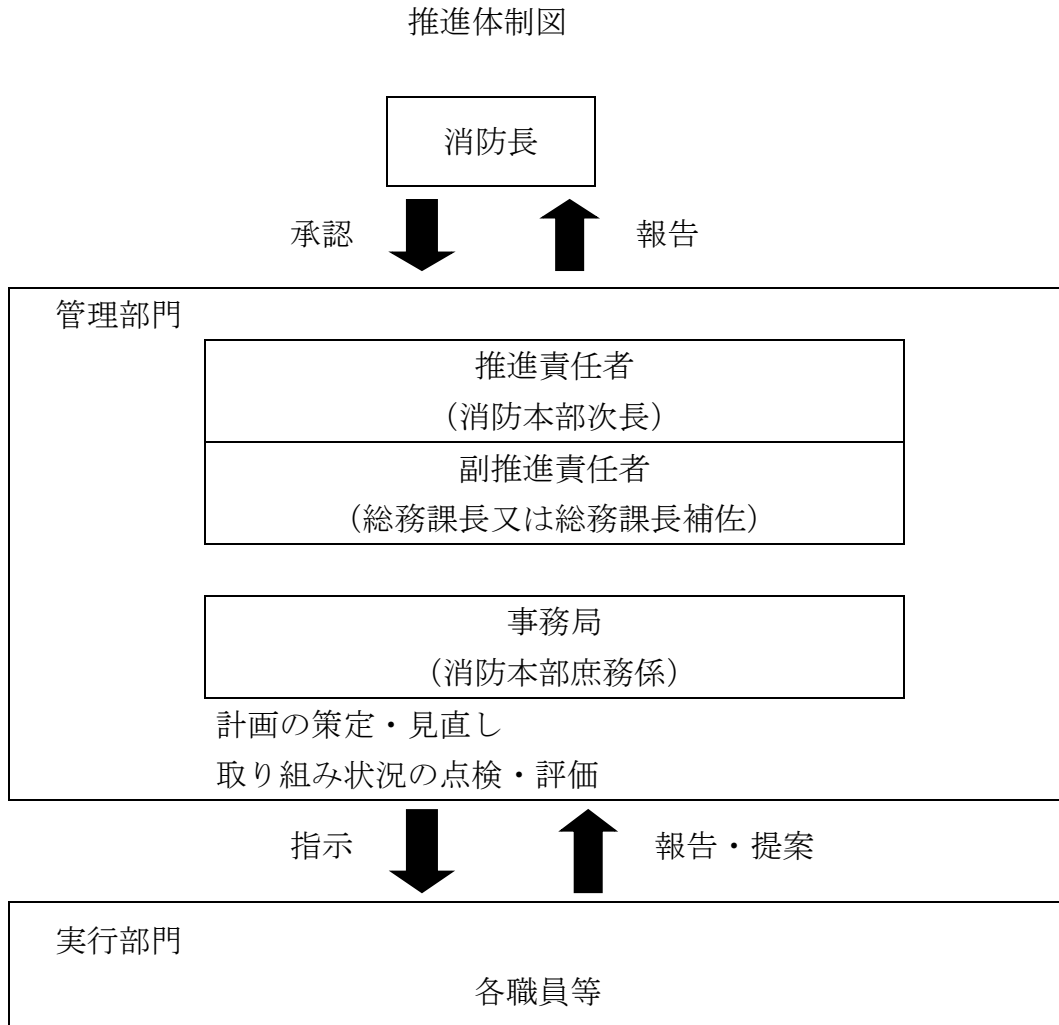 推進体制図
消防長
承認
報告
管理部門
推進責任者
（消防本部次長）
副推進責任者
（総務課長又は総務課長補佐）
事務局
（消防本部庶務係）
計画の策定・見直し
取り組み状況の点検・評価
指示
報告・提案
実行部門
各職員等